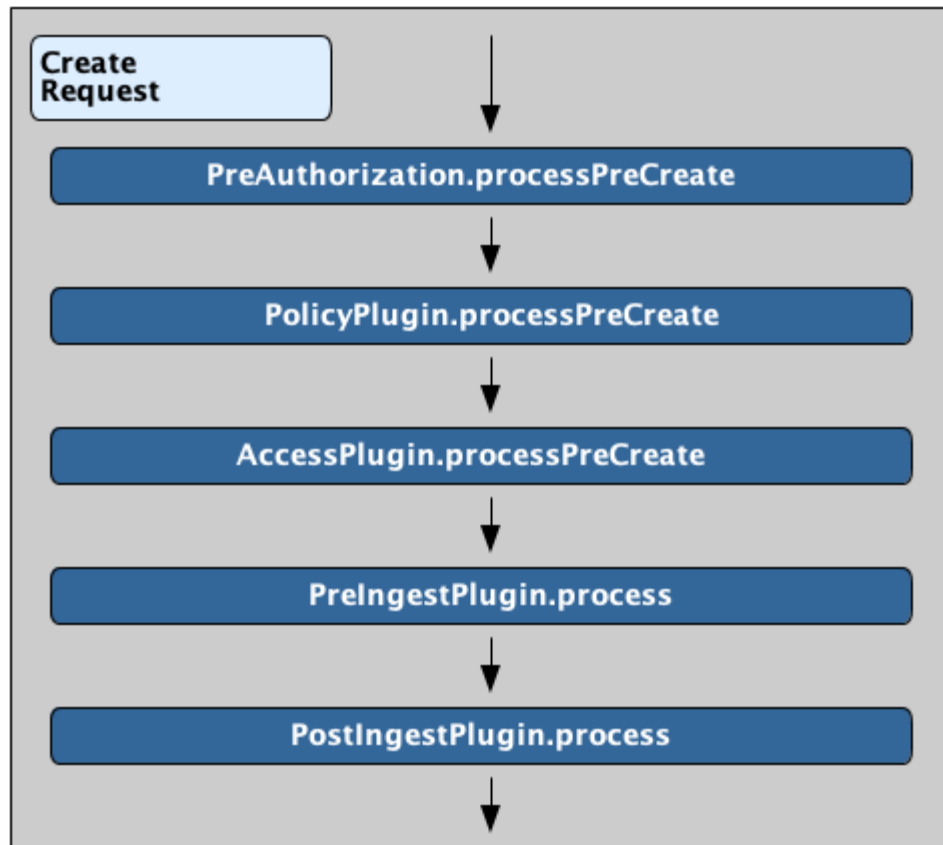 Create
Request
PreAuthorization.processPreCreate
PolicyPlugin.processPreCreate
AccessPlugin.processPreCreate
PreIngestPlugin.process
PostIngestPlugin.process